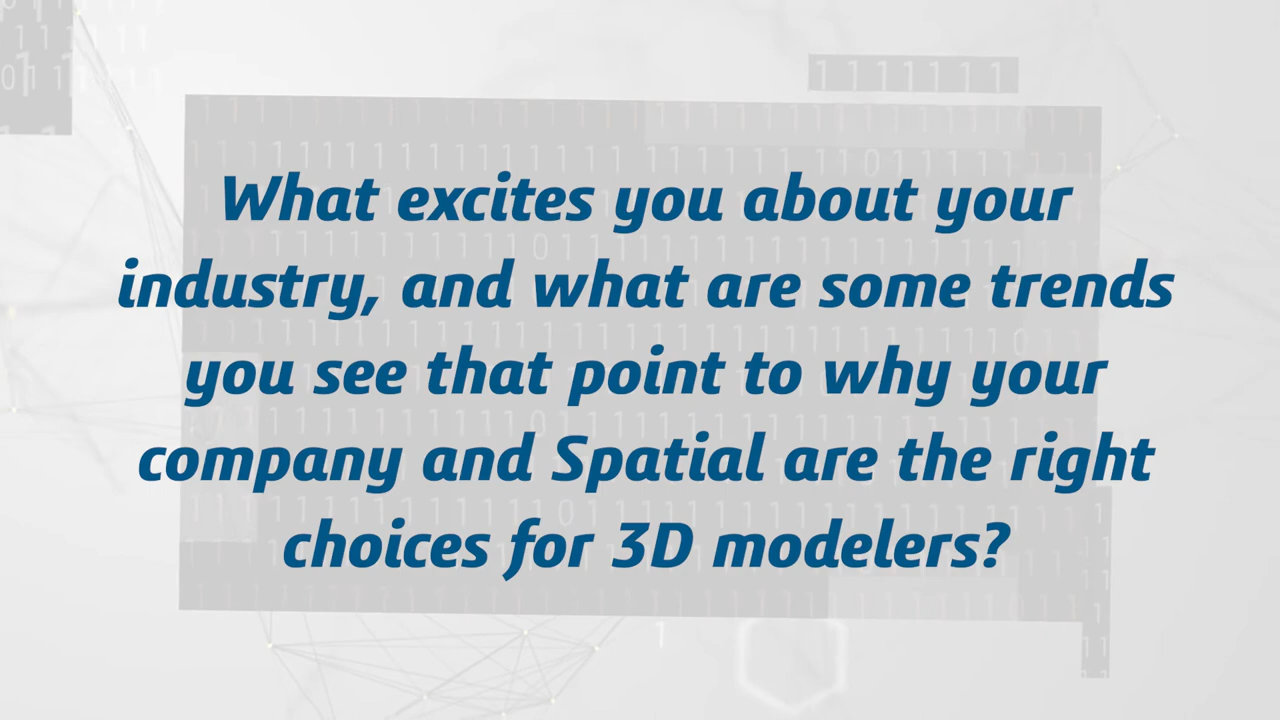 What excites you about your
industry, and what are some trends
you see that point to why your
company and Spatial are the right
choices for 3D modelers?